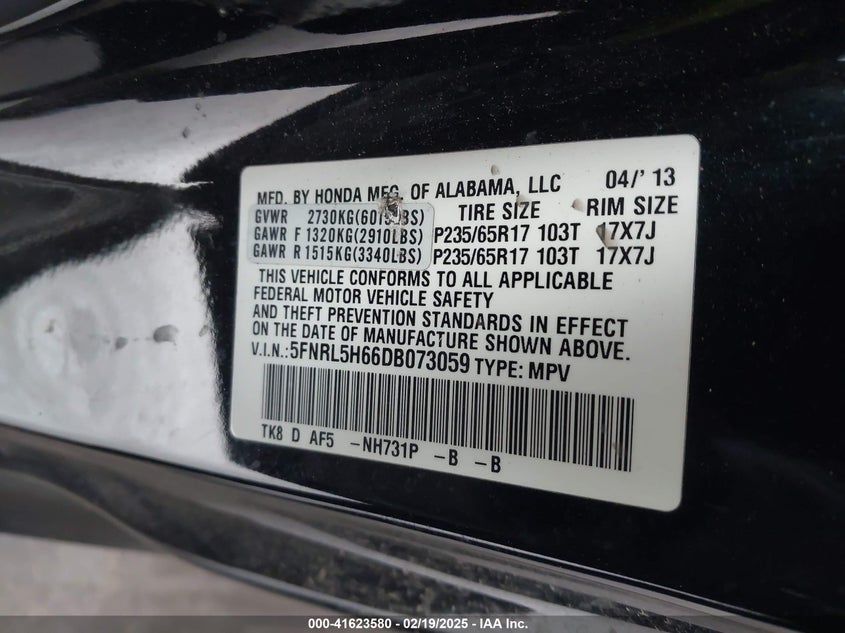 MFD. BY HONDA MFG. OF ALABAMA, LLC 04/' 13
GVWR 2730KG(6019LBS) TIRE SIZE RIM SIZE
GAWR F 1320KG(2910LBS) P235/65R17 103T 17X7J
GAWR R 1515KG(3340LBS) P235/65R17 103T 17X7J
THIS VEHICLE CONFORMS TO ALL APPLICABLE
FEDERAL MOTOR VEHICLE SAFETY
AND THEFT PREVENTION STANDARDS IN EFFECT
ON THE DATE OF MANUFACTURE SHOWN ABOVE.
V.I.N.:5FNRL5H66DB073059 TYPE: MPV
TK8 D AF5 -NH731P -B -B
000-41623580 - 02/19/2025 - IAA Inc.